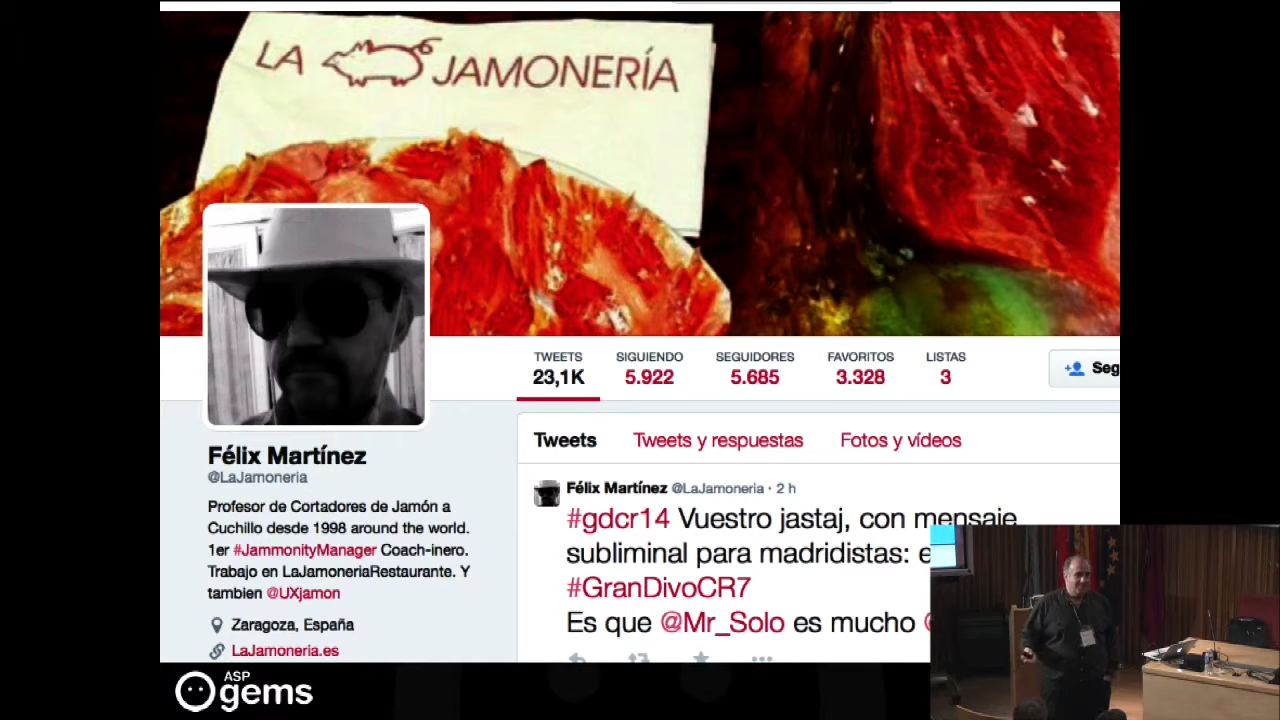 LA JAMONERÍA
TWEETS SIGUIENDO SEGUIDORES FAVORITOS LISTAS
23,1K 5.922 5.685 3.328 3
Seg
Félix Martínez
@LaJamoneria
Profesor de Cortadores de Jamón a
Cuchillo desde 1998 around the world.
1er #JammonityManager Coach-inero.
Trabajo en LaJamoneriaRestaurante. Y
tambien @UXjamon
Zaragoza, España
LaJamoneria.es
Tweets Tweets y respuestas Fotos y vídeos
Félix Martínez @LaJamoneria · 2 h
#gdcr14 Vuestro jastaj, con mensaje
subliminal para madridistas: e
#GranDivoCR7
Es que @Mr_Solo es mucho @
ASP
gems